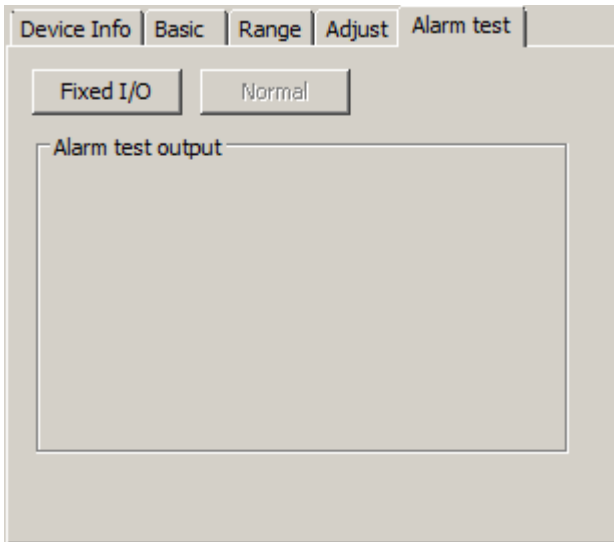 Device Info Basic Range Adjust Alarm test
Fixed I/O Normal
Alarm test output